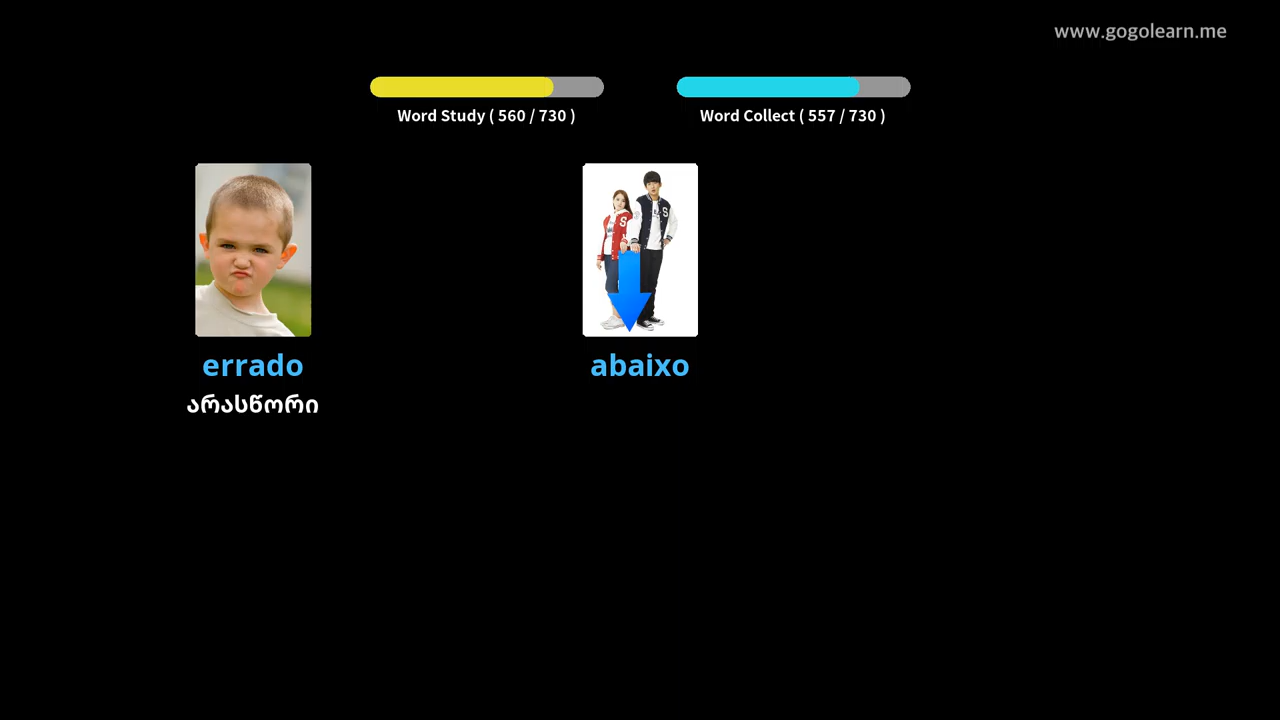 www.gogolearn.me
Word Study ( 560 / 730 )
Word Collect ( 557 / 730 )
errado
abaixo
არასწორი